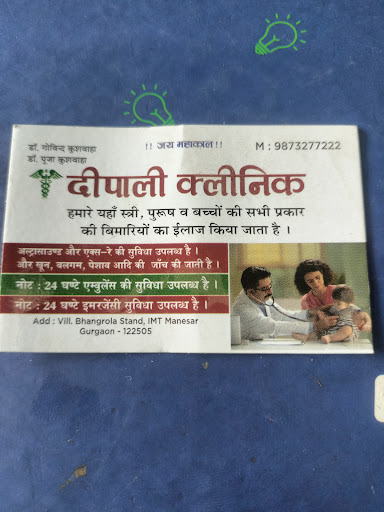 डॉ. गोविन्द कुशवाहा
डॉ. पूजा कुशवाहा
!! जय महाकाल !!
M : 9873277222
दीपाली क्लीनिक
हमारे यहाँ स्त्री, पुरूष व बच्चों की सभी प्रकार
की बिमारियों का ईलाज किया जाता है ।
अल्ट्रासाउण्ड और एक्स-रे की सुविधा उपलब्ध है ।
और खून, बलगम, पेशाब आदि की जाँच की जाती है ।
नोट : 24 घण्टे एम्बुलेंस की सुविधा उपलब्ध है ।
नोट : 24 घण्टे इमरजेंसी सुविधा उपलब्ध है ।
Add : Vill. Bhangrola Stand, IMT Manesar
Gurgaon - 122505